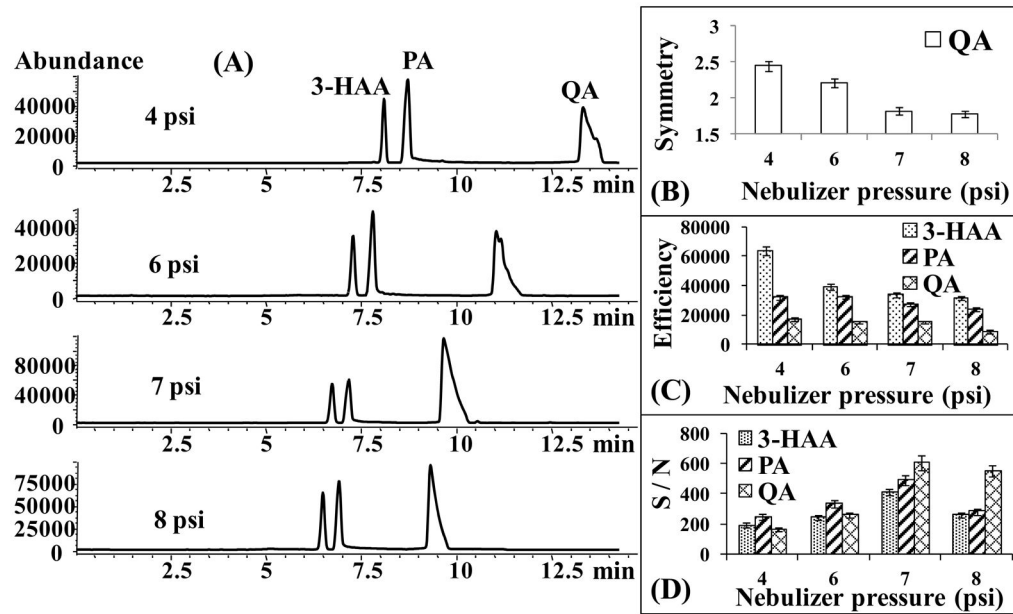 Abundance (A)
3-HAA PA QA
4 psi
40000
20000
0
2.5 5 7.5 10 12.5 min
6 psi
40000
20000
0
2.5 5 7.5 10 12.5 min
7 psi
80000
40000
0
2.5 5 7.5 10 12.5 min
8 psi
75000
50000
25000
0
2.5 5 7.5 10 12.5 min
Symmetry
3
2.5
2
1.5
QA
4 6 7 8
(B) Nebulizer pressure (psi)
Efficiency
80000
60000
40000
20000
0
3-HAA
PA
QA
4 6 7 8
(C) Nebulizer pressure (psi)
S / N
800
600
400
200
0
3-HAA
PA
QA
4 6 7 8
(D) Nebulizer pressure (psi)